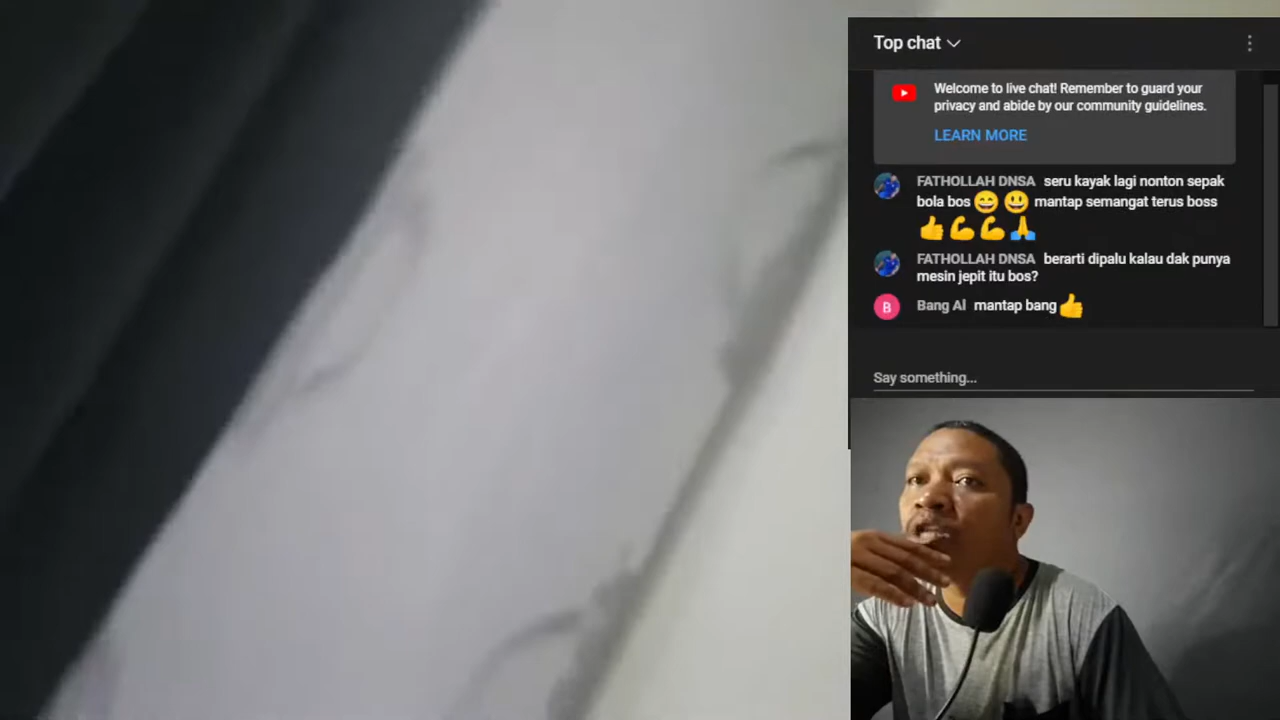 Top chat
Welcome to live chat! Remember to guard your
privacy and abide by our community guidelines.
LEARN MORE
FATHOLLAH DNSA seru kayak lagi nonton sepak
bola bos😄 😃 mantap semangat terus boss
👍💪💪🙏
FATHOLLAH DNSA berarti dipalu kalau dak punya
mesin jepit itu bos?
B Bang Al mantap bang👍
Say something...